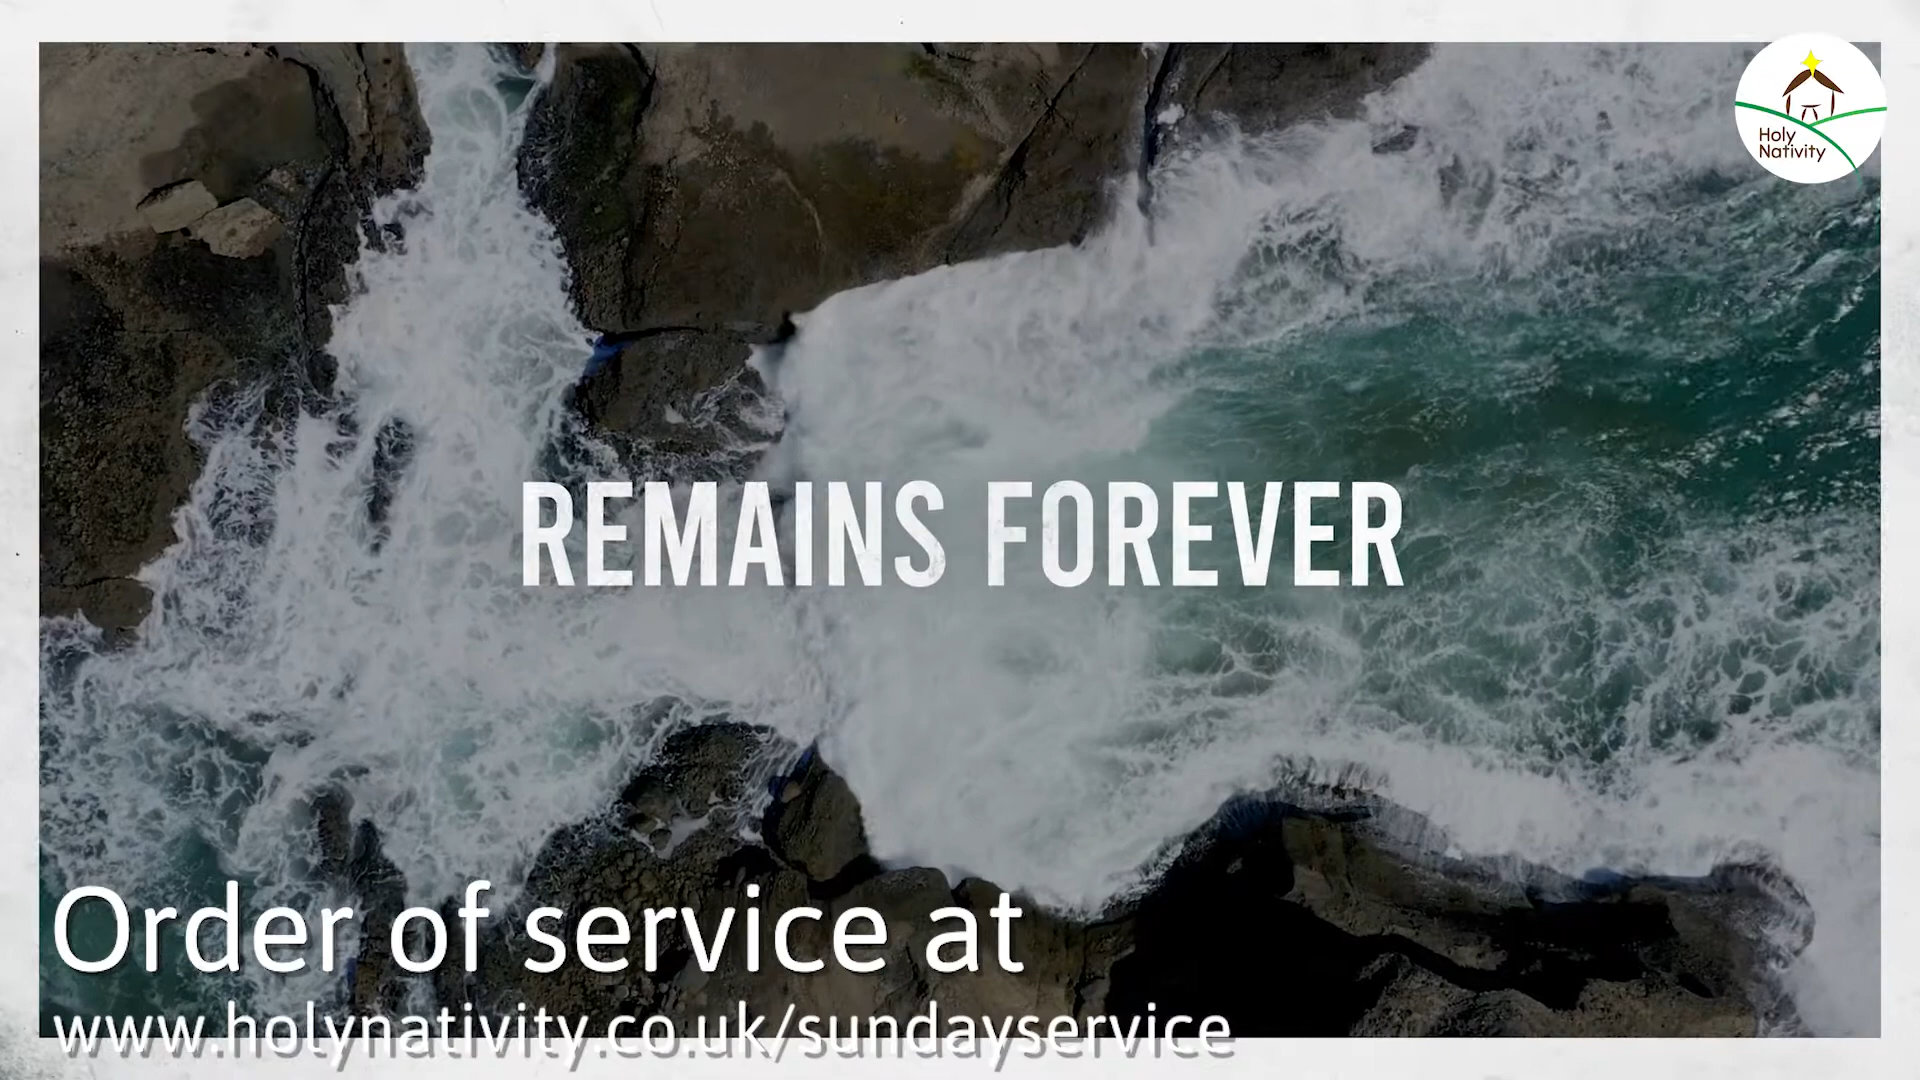 Holy
Nativity
REMAINS FOREVER
Order of service at
www.holynativity.co.uk/sundayservice